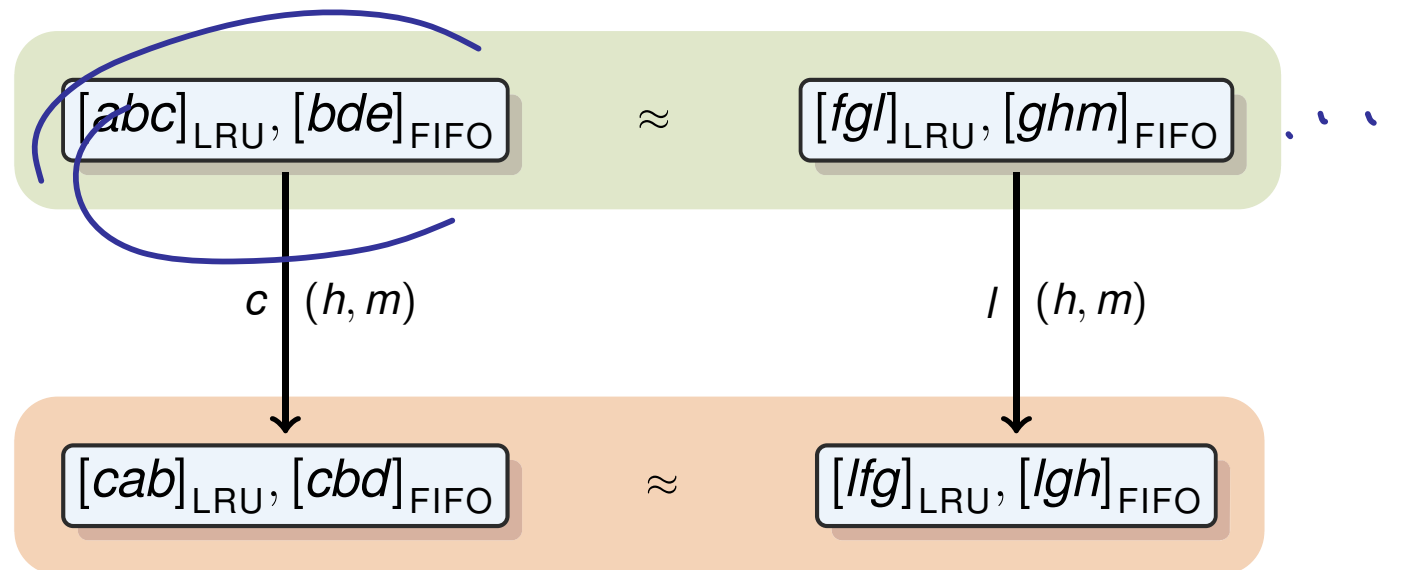 [abc]LRU, [bde]FIFO ≈ [fgl]LRU, [ghm]FIFO
c (h, m) l (h, m)
[cab]LRU, [cbd]FIFO ≈ [lfg]LRU, [lgh]FIFO